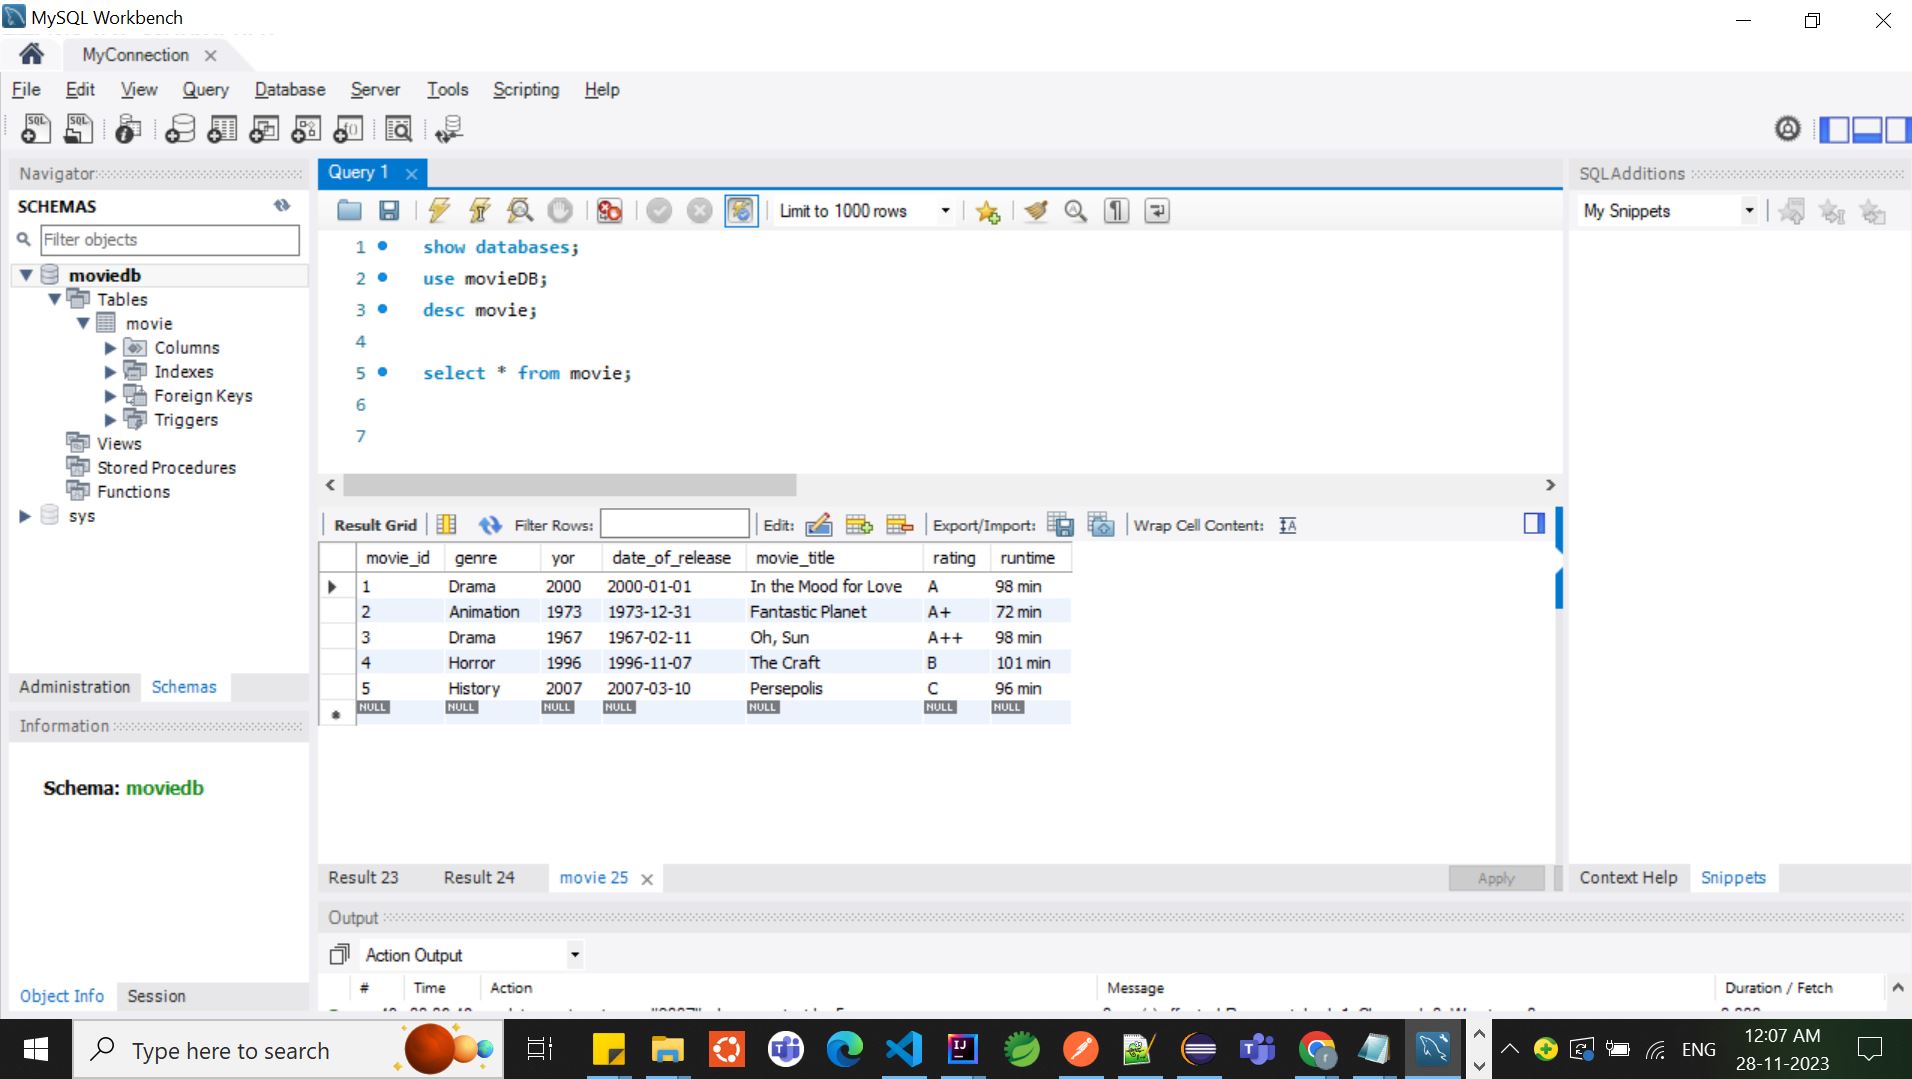 MySQL Workbench
MyConnection
File Edit View Query Database Server Tools Scripting Help
Navigator
SCHEMAS
Filter objects
moviedb
Tables
movie
Columns
Indexes
Foreign Keys
Triggers
Views
Stored Procedures
Functions
sys
Administration Schemas
Information
Schema: moviedb
Object Info Session
Query 1
Limit to 1000 rows
1 show databases;
2 use movieDB;
3 desc movie;
4
5 select * from movie;
6
7
Result Grid Filter Rows: Edit: Export/Import: Wrap Cell Content:
movie_id genre yor date_of_release movie_title rating runtime
1 Drama 2000 2000-01-01 In the Mood for Love A 98 min
2 Animation 1973 1973-12-31 Fantastic Planet A+ 72 min
3 Drama 1967 1967-02-11 Oh, Sun A++ 98 min
4 Horror 1996 1996-11-07 The Craft B 101 min
5 History 2007 2007-03-10 Persepolis C 96 min
NULL NULL NULL NULL NULL NULL NULL
Result 23 Result 24 movie 25
Apply
SQLAdditions
My Snippets
Context Help Snippets
Output
Action Output
# Time Action Message Duration / Fetch
Type here to search
ENG
12:07 AM
28-11-2023